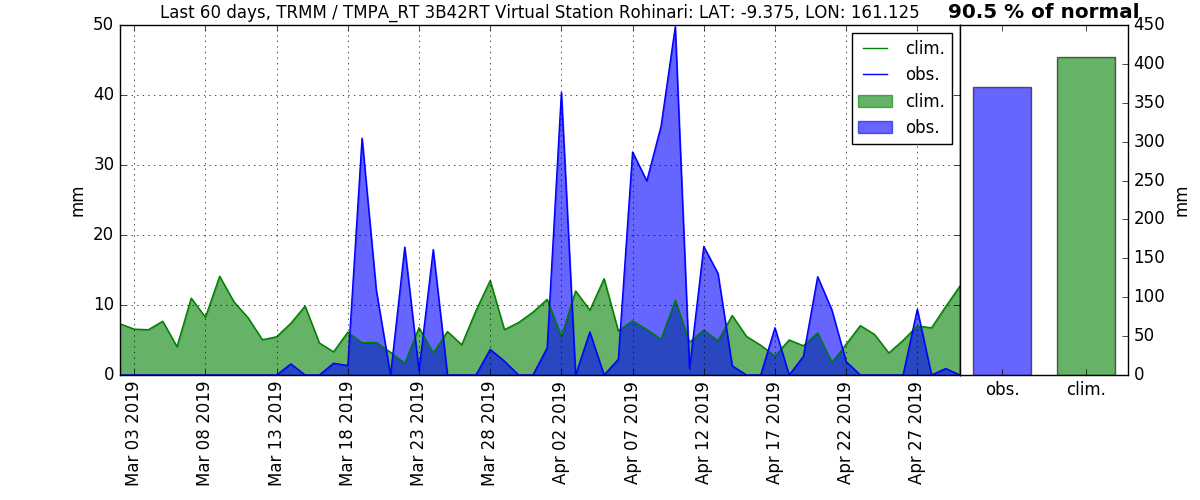 Last 60 days, TRMM / TMPA_RT 3B42RT Virtual Station Rohinari: LAT: -9.375, LON: 161.125
90.5 % of normal
50
40
30
20
10
0
mm
clim.
obs.
clim.
obs.
450
400
350
300
250
200
150
100
50
0
mm
Mar 03 2019
Mar 08 2019
Mar 13 2019
Mar 18 2019
Mar 23 2019
Mar 28 2019
Apr 02 2019
Apr 07 2019
Apr 12 2019
Apr 17 2019
Apr 22 2019
Apr 27 2019
obs.
clim.